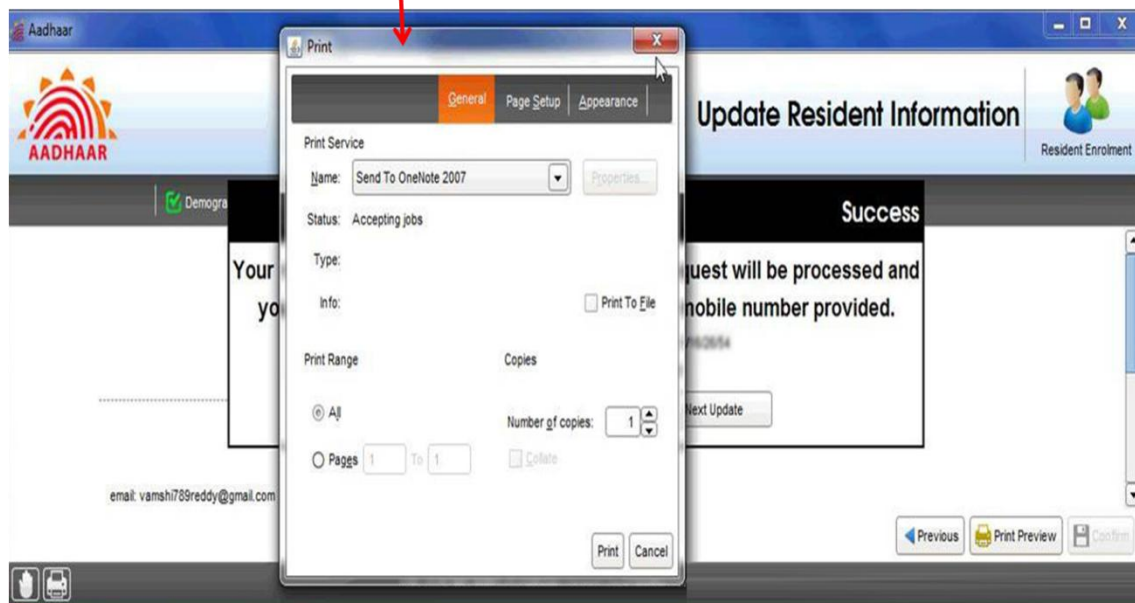 Aadhaar
Print
General Page Setup Appearance
AADHAAR
Update Resident Information
Resident Enrolment
Print Service
Name: Send To OneNote 2007 Properties...
Demogra
Success
Status: Accepting jobs
Type:
Your quest will be processed and
Info: Print To File
yo mobile number provided.
Print Range Copies
All
Number of copies: 1
Next Update
Pages 1 To 1 Collate
email: vamshi789reddy@gmail.com
Previous Print Preview Confirm
Print Cancel